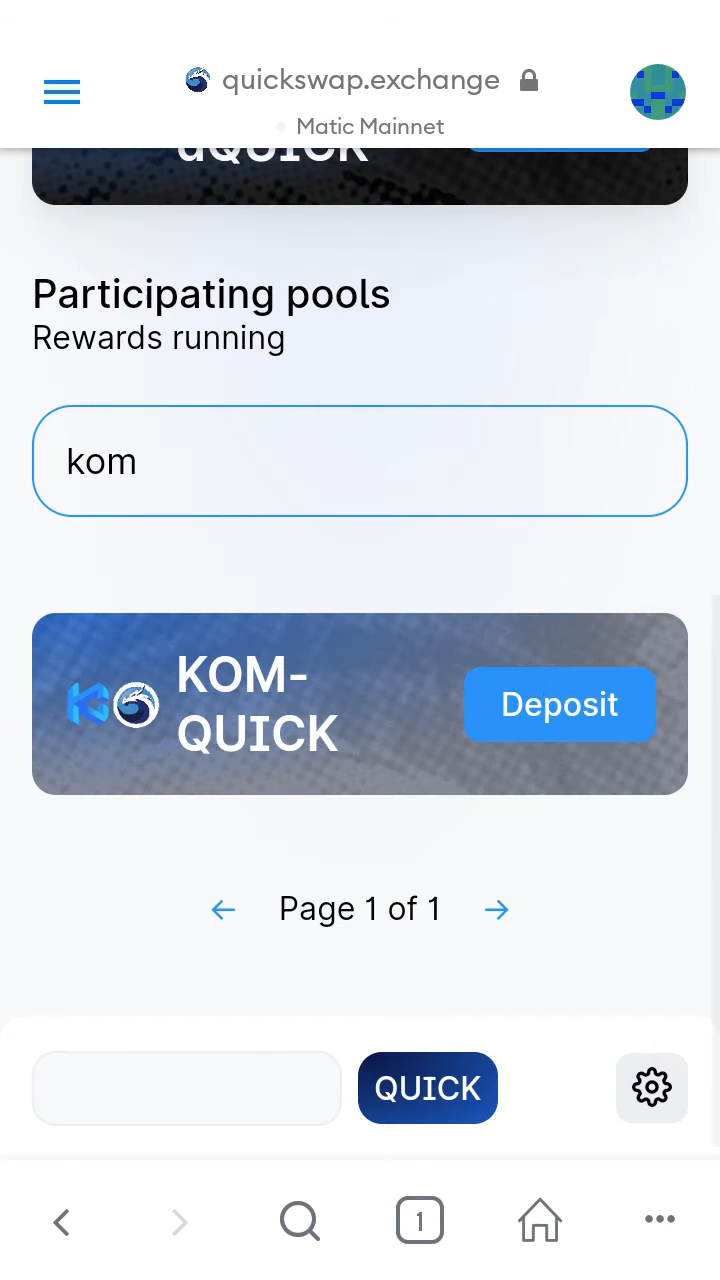 quickswap.exchange
Matic Mainnet
dQUICK
Participating pools
Rewards running
kom
KOM-
QUICK
Deposit
Page 1 of 1
QUICK
1